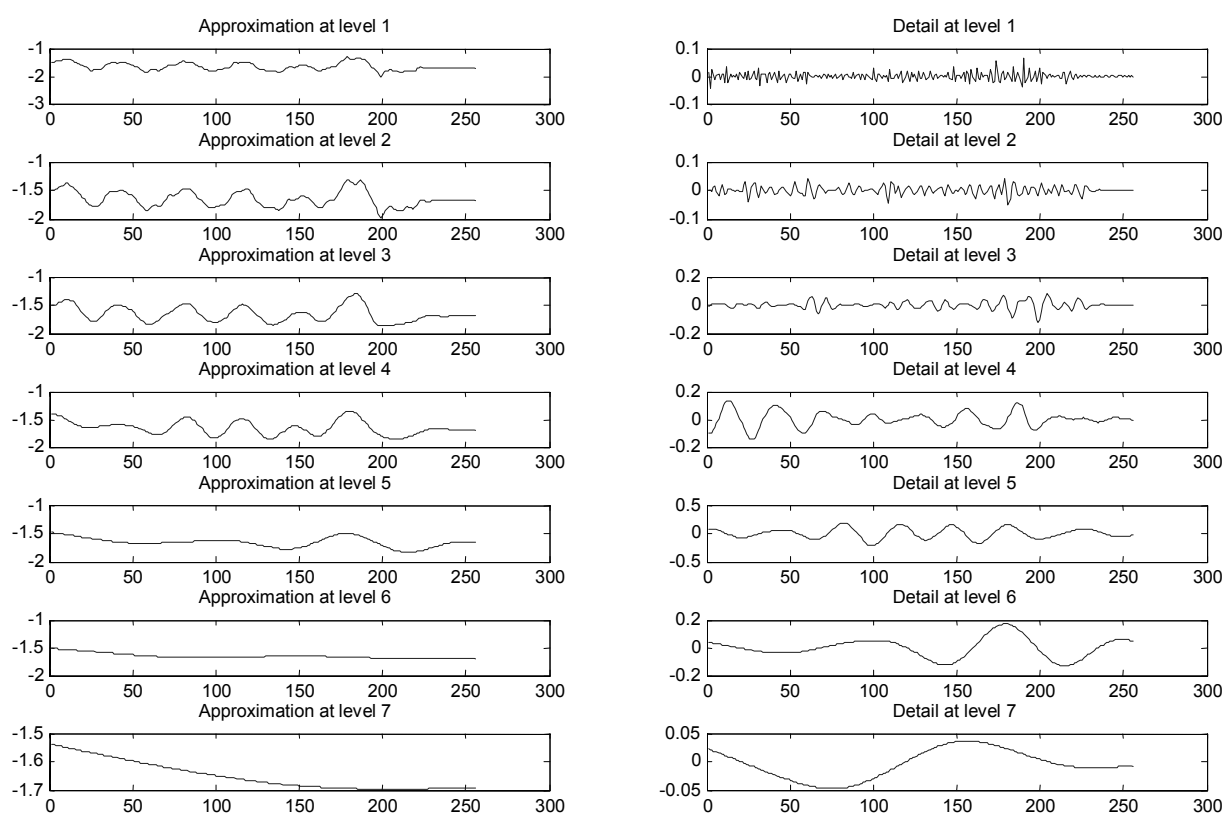 Approximation at level 1
-1
-2
-3
0 50 100 150 200 250 300
Approximation at level 2
-1
-1.5
-2
0 50 100 150 200 250 300
Approximation at level 3
-1
-1.5
-2
0 50 100 150 200 250 300
Approximation at level 4
-1
-1.5
-2
0 50 100 150 200 250 300
Approximation at level 5
-1
-1.5
-2
0 50 100 150 200 250 300
Approximation at level 6
-1
-1.5
-2
0 50 100 150 200 250 300
Approximation at level 7
-1.5
-1.6
-1.7
0 50 100 150 200 250 300
Detail at level 1
0.1
0
-0.1
0 50 100 150 200 250 300
Detail at level 2
0.1
0
-0.1
0 50 100 150 200 250 300
Detail at level 3
0.2
0
-0.2
0 50 100 150 200 250 300
Detail at level 4
0.2
0
-0.2
0 50 100 150 200 250 300
Detail at level 5
0.5
0
-0.5
0 50 100 150 200 250 300
Detail at level 6
0.2
0
-0.2
0 50 100 150 200 250 300
Detail at level 7
0.05
0
-0.05
0 50 100 150 200 250 300